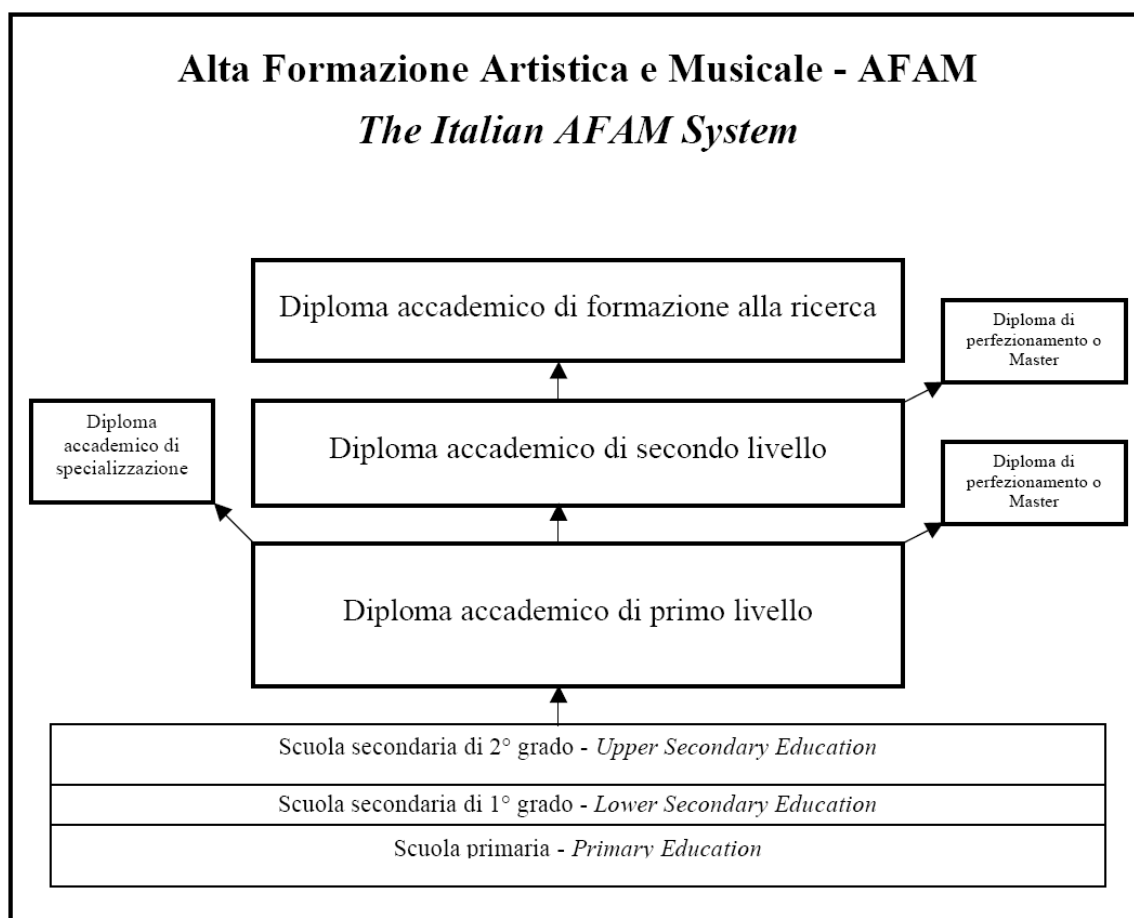 Alta Formazione Artistica e Musicale - AFAM
The Italian AFAM System
Diploma accademico di formazione alla ricerca
Diploma di
perfezionamento o
Master
Diploma
accademico di
specializzazione
Diploma accademico di secondo livello
Diploma di
perfezionamento o
Master
Diploma accademico di primo livello
Scuola secondaria di 2° grado - Upper Secondary Education
Scuola secondaria di 1° grado - Lower Secondary Education
Scuola primaria - Primary Education